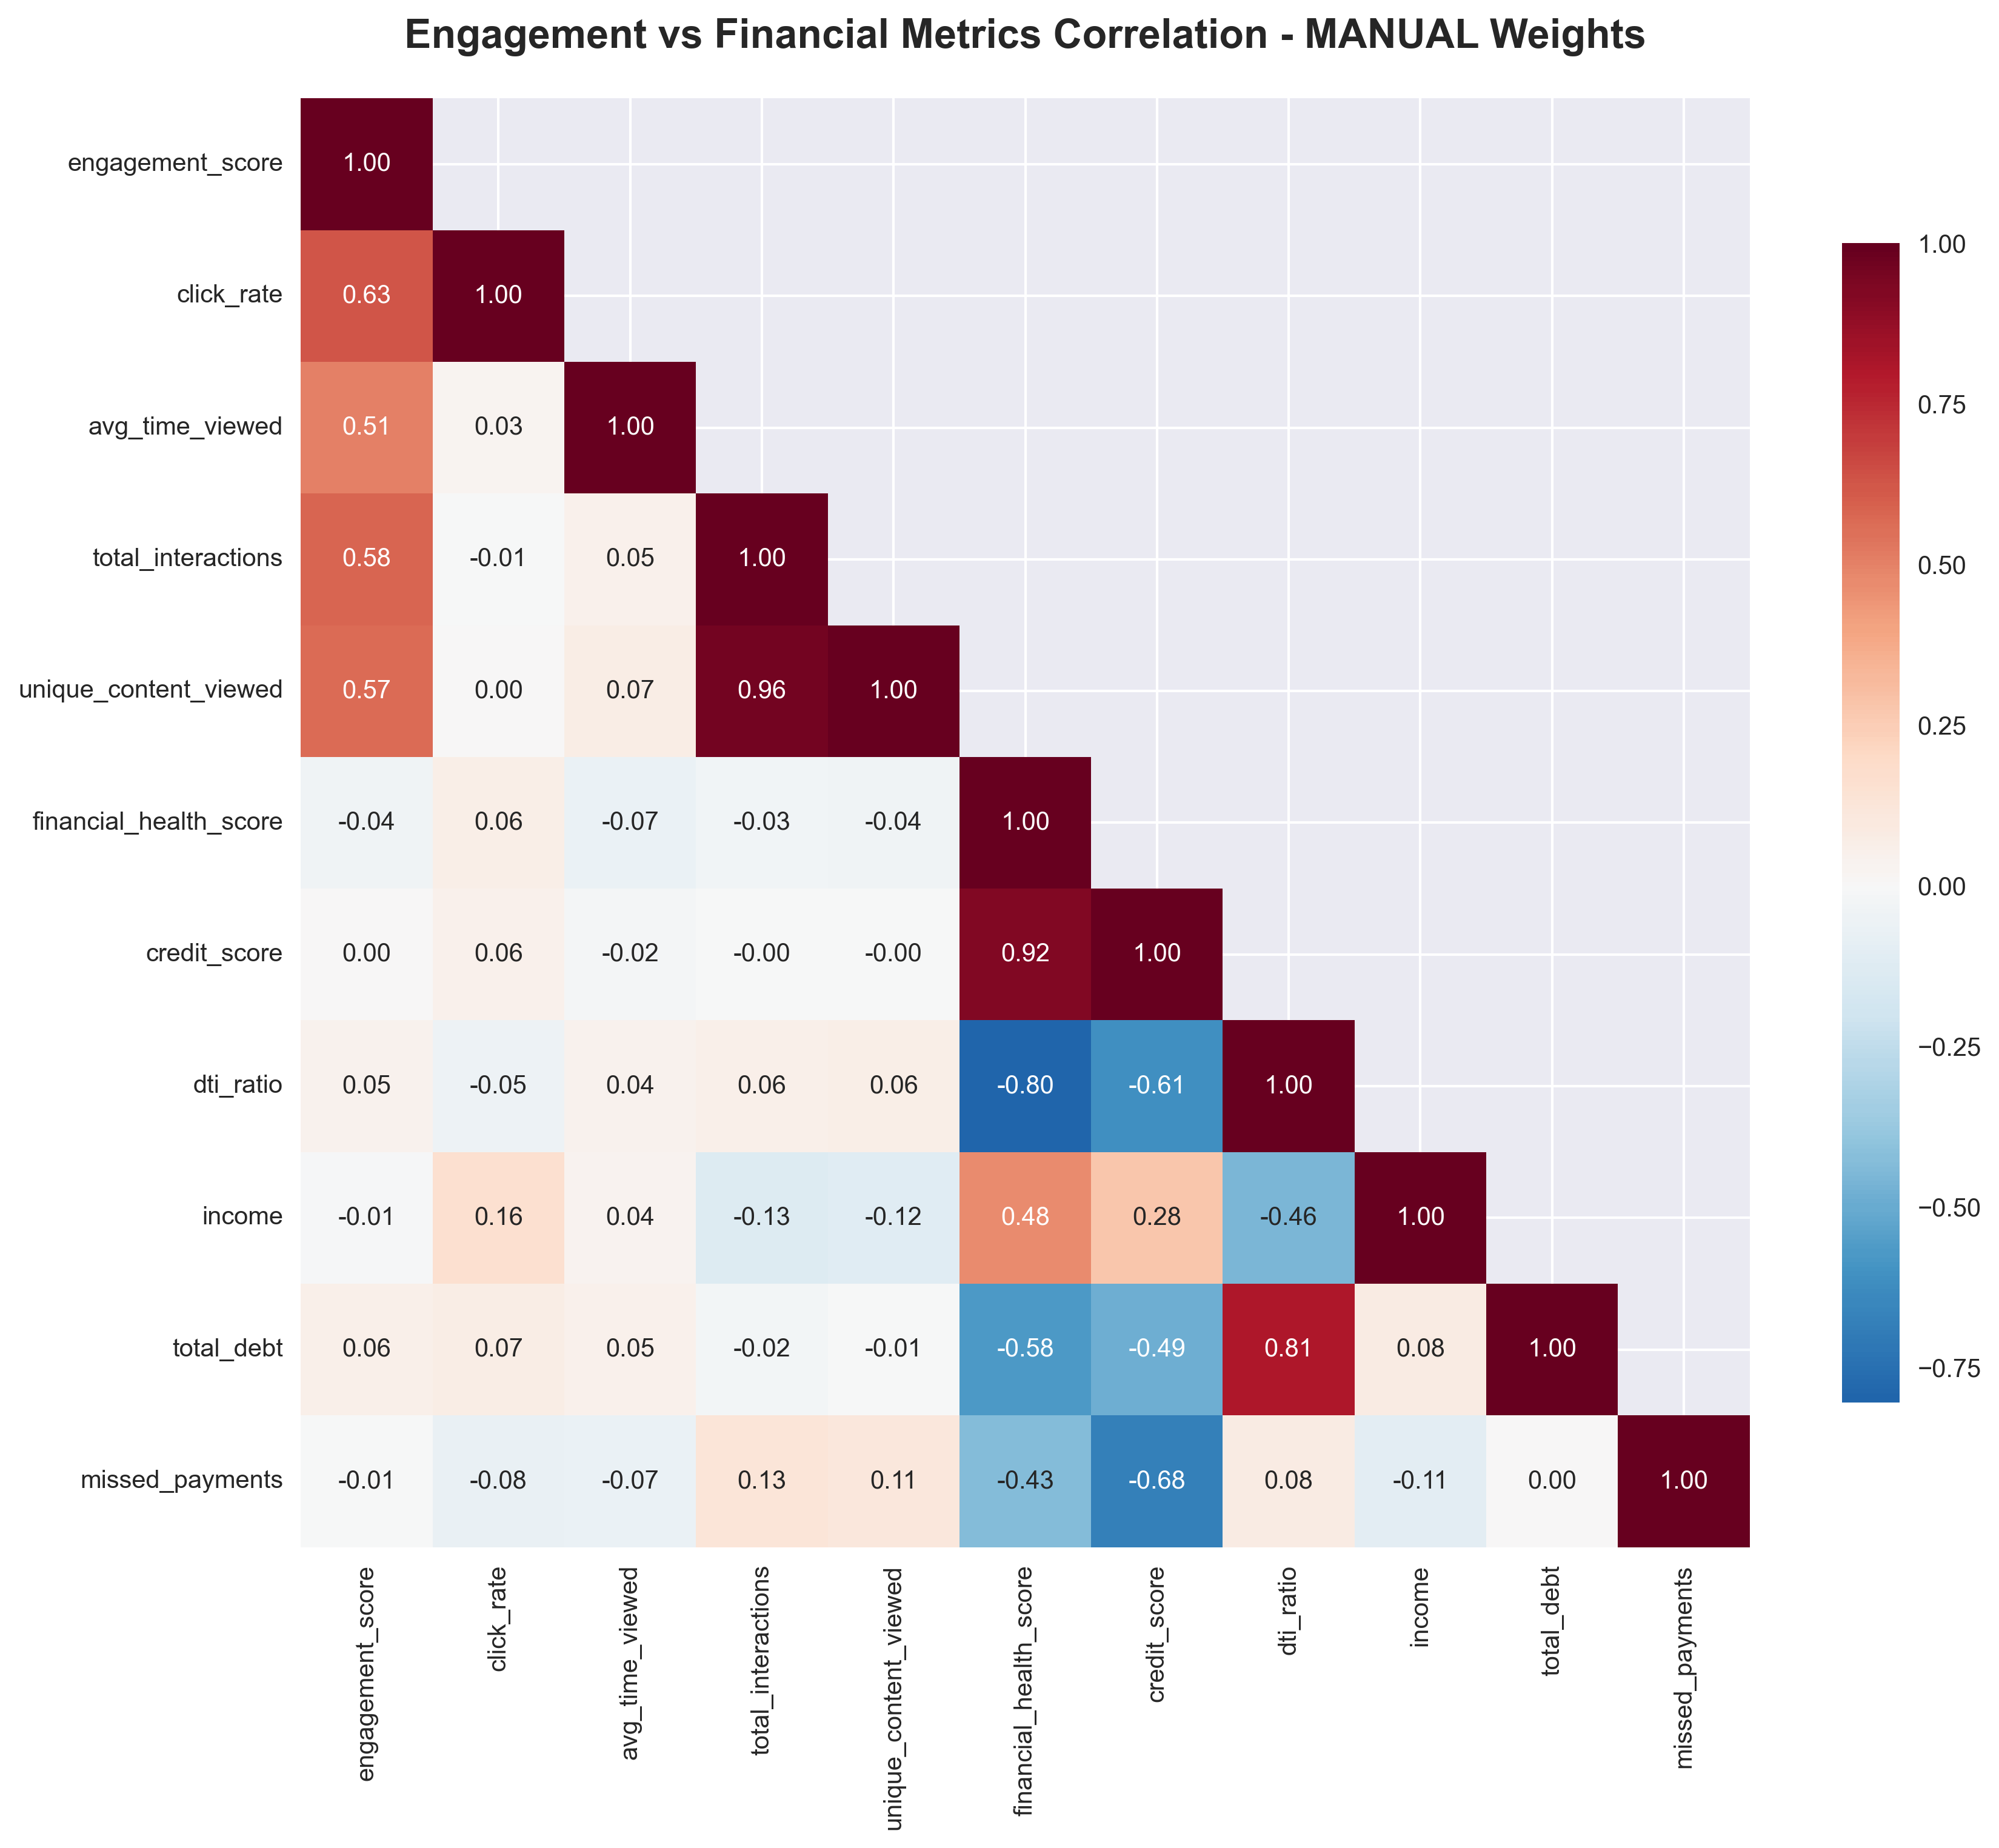 Engagement vs Financial Metrics Correlation - MANUAL Weights
engagement_score 1.00
click_rate 0.63 1.00
avg_time_viewed 0.51 0.03 1.00
total_interactions 0.58 -0.01 0.05 1.00
unique_content_viewed 0.57 0.00 0.07 0.96 1.00
financial_health_score -0.04 0.06 -0.07 -0.03 -0.04 1.00
credit_score 0.00 0.06 -0.02 -0.00 -0.00 0.92 1.00
dti_ratio 0.05 -0.05 0.04 0.06 0.06 -0.80 -0.61 1.00
income -0.01 0.16 0.04 -0.13 -0.12 0.48 0.28 -0.46 1.00
total_debt 0.06 0.07 0.05 -0.02 -0.01 -0.58 -0.49 0.81 0.08 1.00
missed_payments -0.01 -0.08 -0.07 0.13 0.11 -0.43 -0.68 0.08 -0.11 0.00 1.00
engagement_score
click_rate
avg_time_viewed
total_interactions
unique_content_viewed
financial_health_score
credit_score
dti_ratio
income
total_debt
missed_payments
1.00
0.75
0.50
0.25
0.00
−0.25
−0.50
−0.75